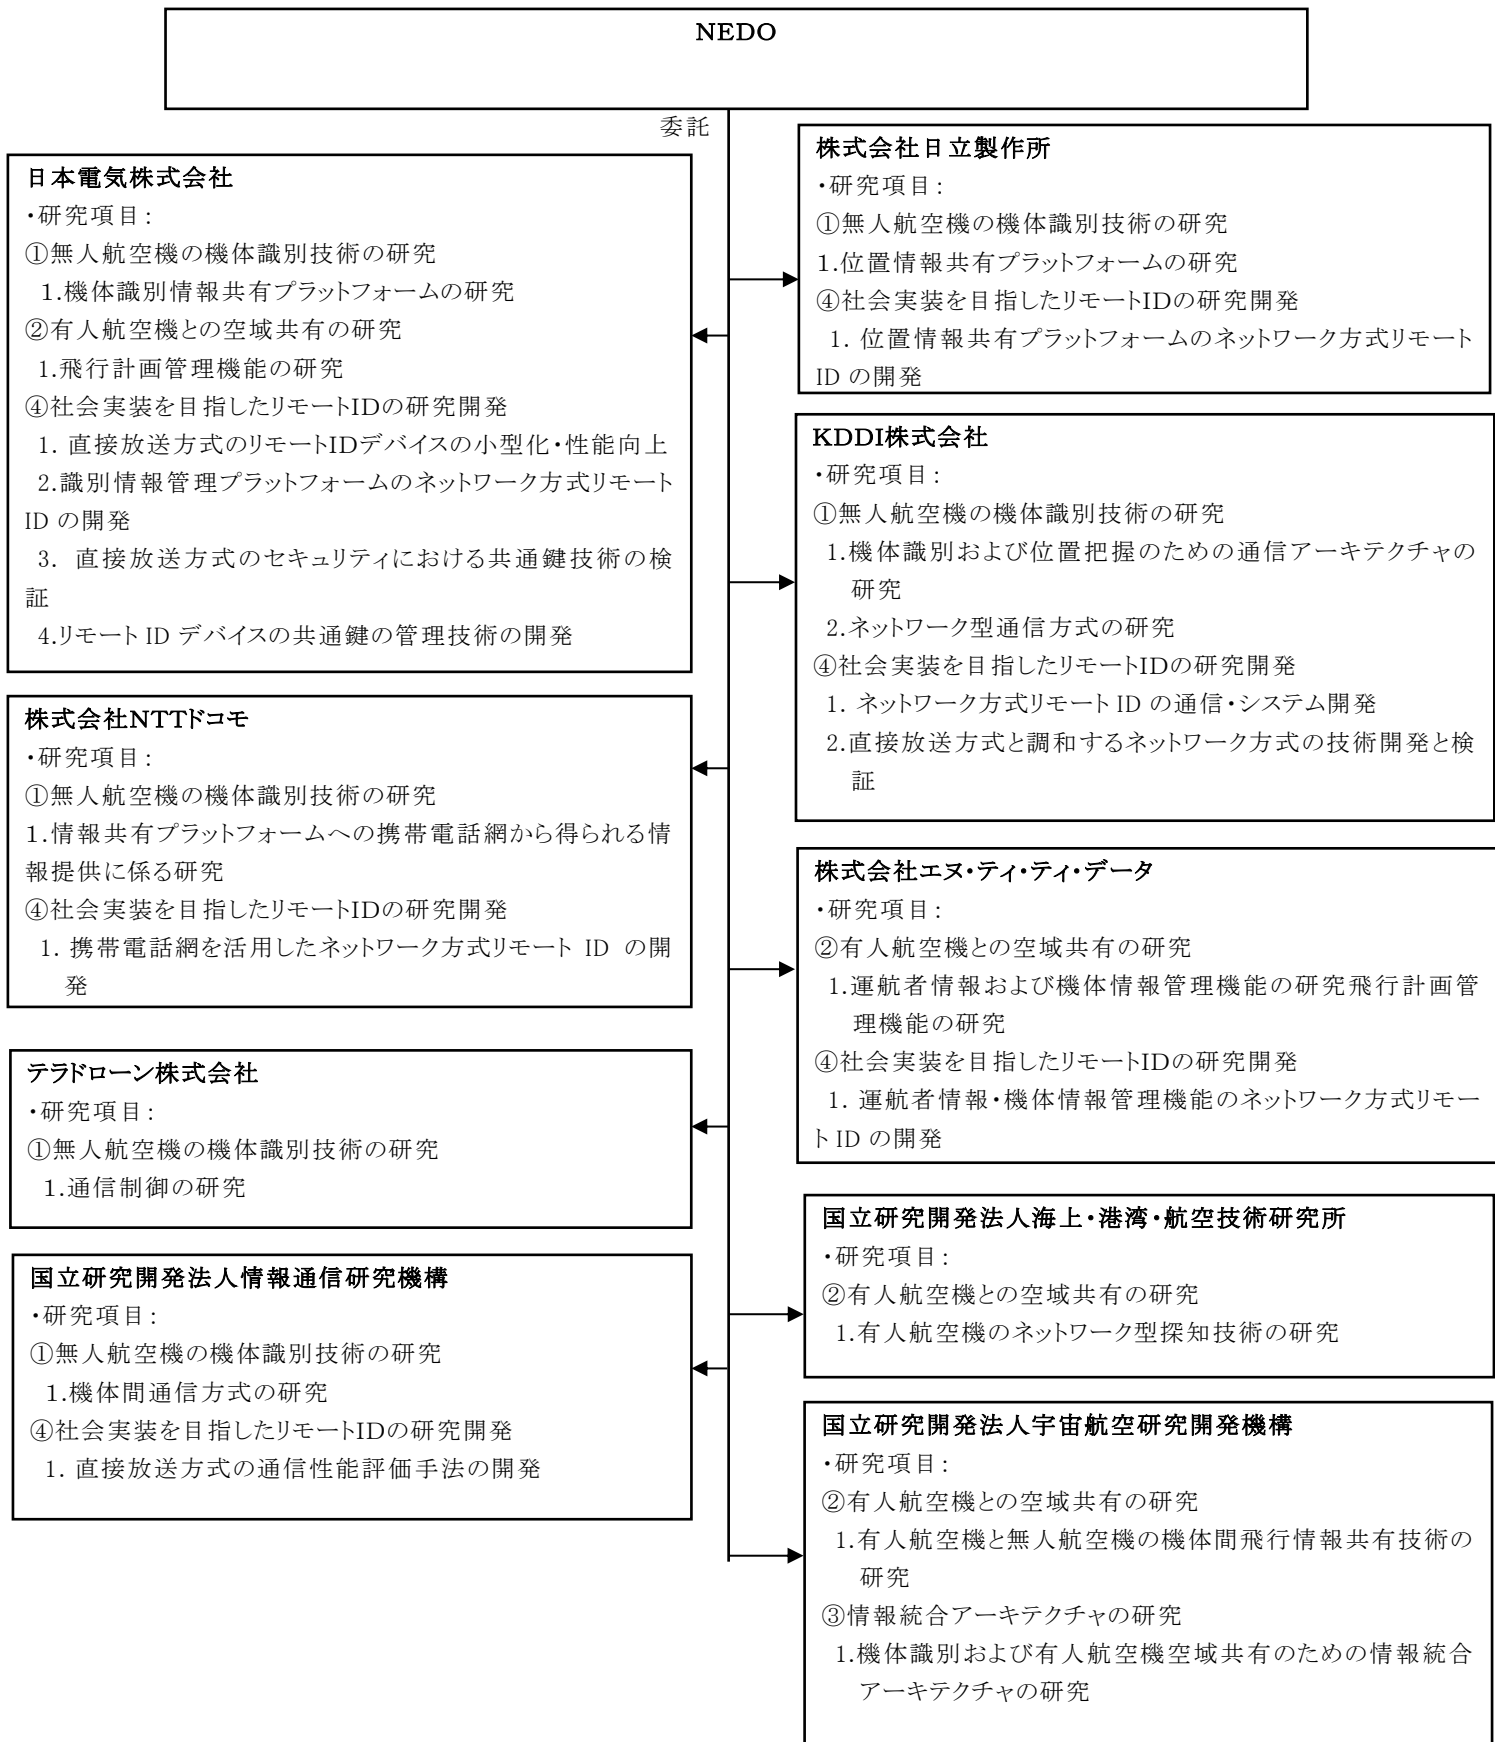 NEDO
委託
日本電気株式会社
・研究項目:
①無人航空機の機体識別技術の研究
1.機体識別情報共有プラットフォームの研究
②有人航空機との空域共有の研究
1.飛行計画管理機能の研究
④社会実装を目指したリモートIDの研究開発
1. 直接放送方式のリモートIDデバイスの小型化・性能向上
2.識別情報管理プラットフォームのネットワーク方式リモート
ID の開発
3. 直接放送方式のセキュリティにおける共通鍵技術の検
証
4.リモート ID デバイスの共通鍵の管理技術の開発
株式会社NTTドコモ
・研究項目:
①無人航空機の機体識別技術の研究
1.情報共有プラットフォームへの携帯電話網から得られる情
報提供に係る研究
④社会実装を目指したリモートIDの研究開発
1. 携帯電話網を活用したネットワーク方式リモート ID の開
発
テラドローン株式会社
・研究項目:
①無人航空機の機体識別技術の研究
1.通信制御の研究
国立研究開発法人情報通信研究機構
・研究項目:
①無人航空機の機体識別技術の研究
1.機体間通信方式の研究
④社会実装を目指したリモートIDの研究開発
1. 直接放送方式の通信性能評価手法の開発
株式会社日立製作所
・研究項目:
①無人航空機の機体識別技術の研究
1.位置情報共有プラットフォームの研究
④社会実装を目指したリモートIDの研究開発
1. 位置情報共有プラットフォームのネットワーク方式リモート
ID の開発
KDDI株式会社
・研究項目:
①無人航空機の機体識別技術の研究
1.機体識別および位置把握のための通信アーキテクチャの
研究
2.ネットワーク型通信方式の研究
④社会実装を目指したリモートIDの研究開発
1. ネットワーク方式リモート ID の通信・システム開発
2.直接放送方式と調和するネットワーク方式の技術開発と検
証
株式会社エヌ・ティ・ティ・データ
・研究項目:
②有人航空機との空域共有の研究
1.運航者情報および機体情報管理機能の研究飛行計画管
理機能の研究
④社会実装を目指したリモートIDの研究開発
1. 運航者情報・機体情報管理機能のネットワーク方式リモー
ト ID の開発
国立研究開発法人海上・港湾・航空技術研究所
・研究項目:
②有人航空機との空域共有の研究
1.有人航空機のネットワーク型探知技術の研究
国立研究開発法人宇宙航空研究開発機構
・研究項目:
②有人航空機との空域共有の研究
1.有人航空機と無人航空機の機体間飛行情報共有技術の
研究
③情報統合アーキテクチャの研究
1.機体識別および有人航空機空域共有のための情報統合
アーキテクチャの研究